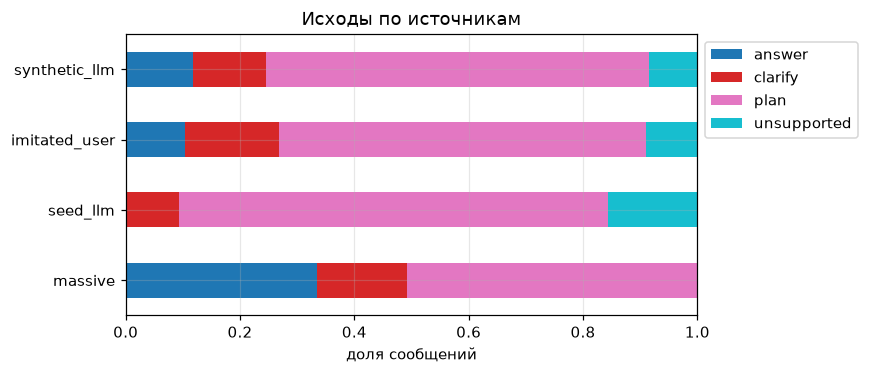 Исходы по источникам
synthetic_llm
imitated_user
seed_llm
massive
0.0 0.2 0.4 0.6 0.8 1.0
доля сообщений
answer
clarify
plan
unsupported